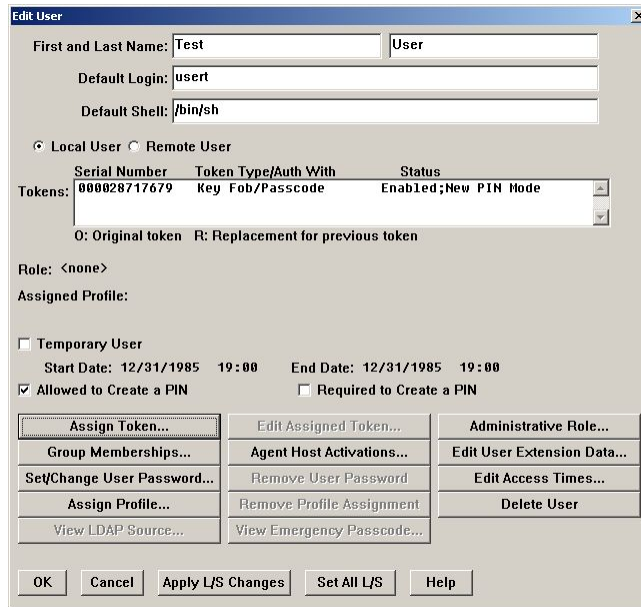 Edit User
First and Last Name: Test User
Default Login: usert
Default Shell: /bin/sh
Local User Remote User
Serial Number Token Type/Auth With Status
Tokens: 000028717679 Key Fob/Passcode Enabled;New PIN Mode
O: Original token R: Replacement for previous token
Role: <none>
Assigned Profile:
Temporary User
Start Date: 12/31/1985 19:00 End Date: 12/31/1985 19:00
Allowed to Create a PIN Required to Create a PIN
Assign Token... Edit Assigned Token... Administrative Role...
Group Memberships... Agent Host Activations... Edit User Extension Data...
Set/Change User Password... Remove User Password Edit Access Times...
Assign Profile... Remove Profile Assignment Delete User
View LDAP Source... View Emergency Passcode...
OK Cancel Apply L/S Changes Set All L/S Help